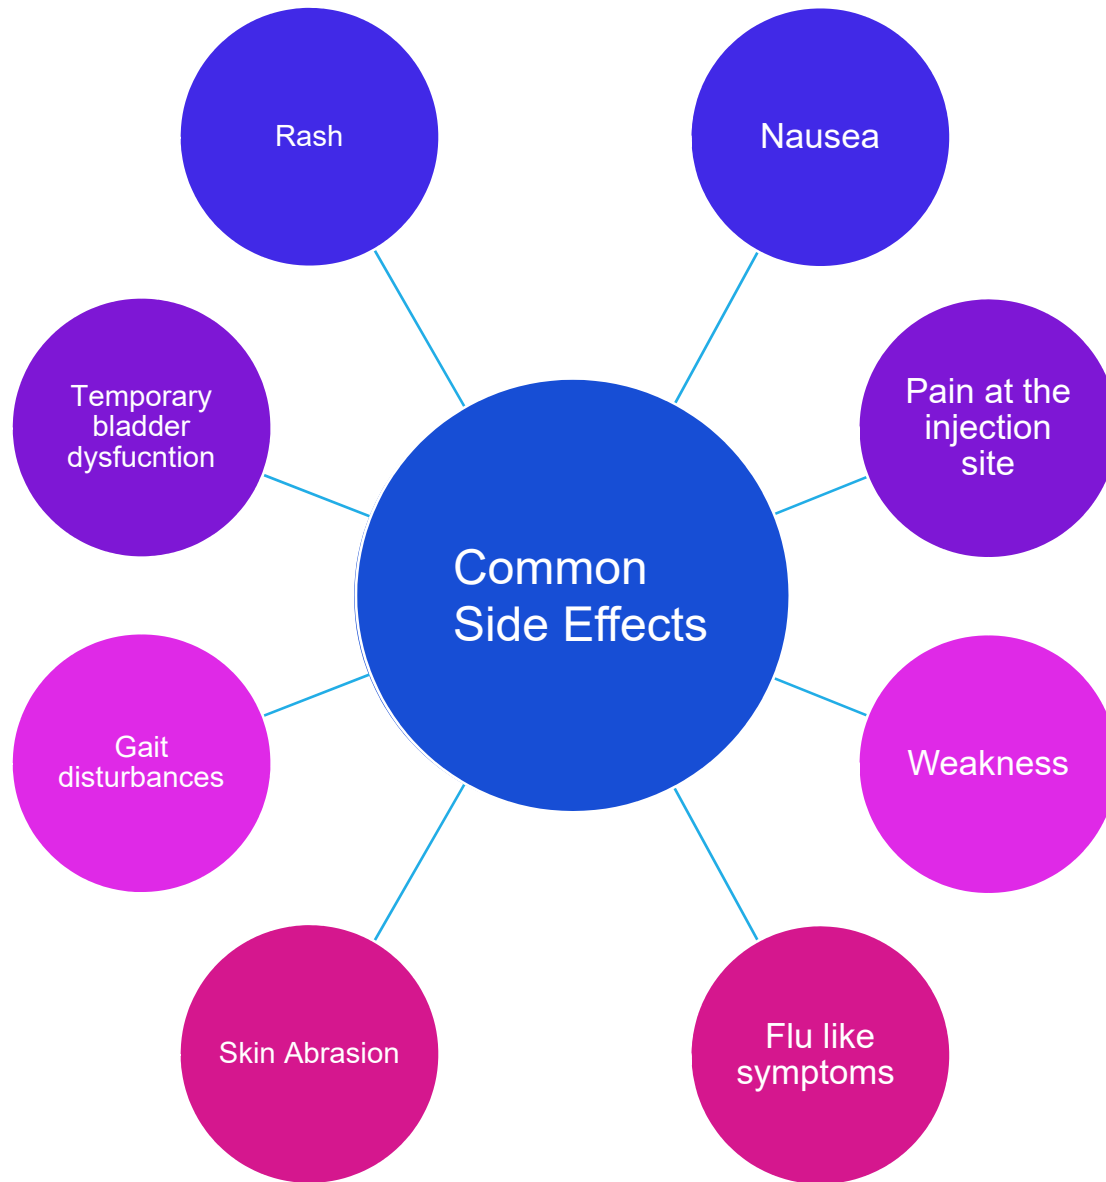 Rash
Nausea
Temporary
bladder
dysfucntion
Pain at the
injection
site
Common
Side Effects
Gait
disturbances
Weakness
Skin Abrasion
Flu like
symptoms